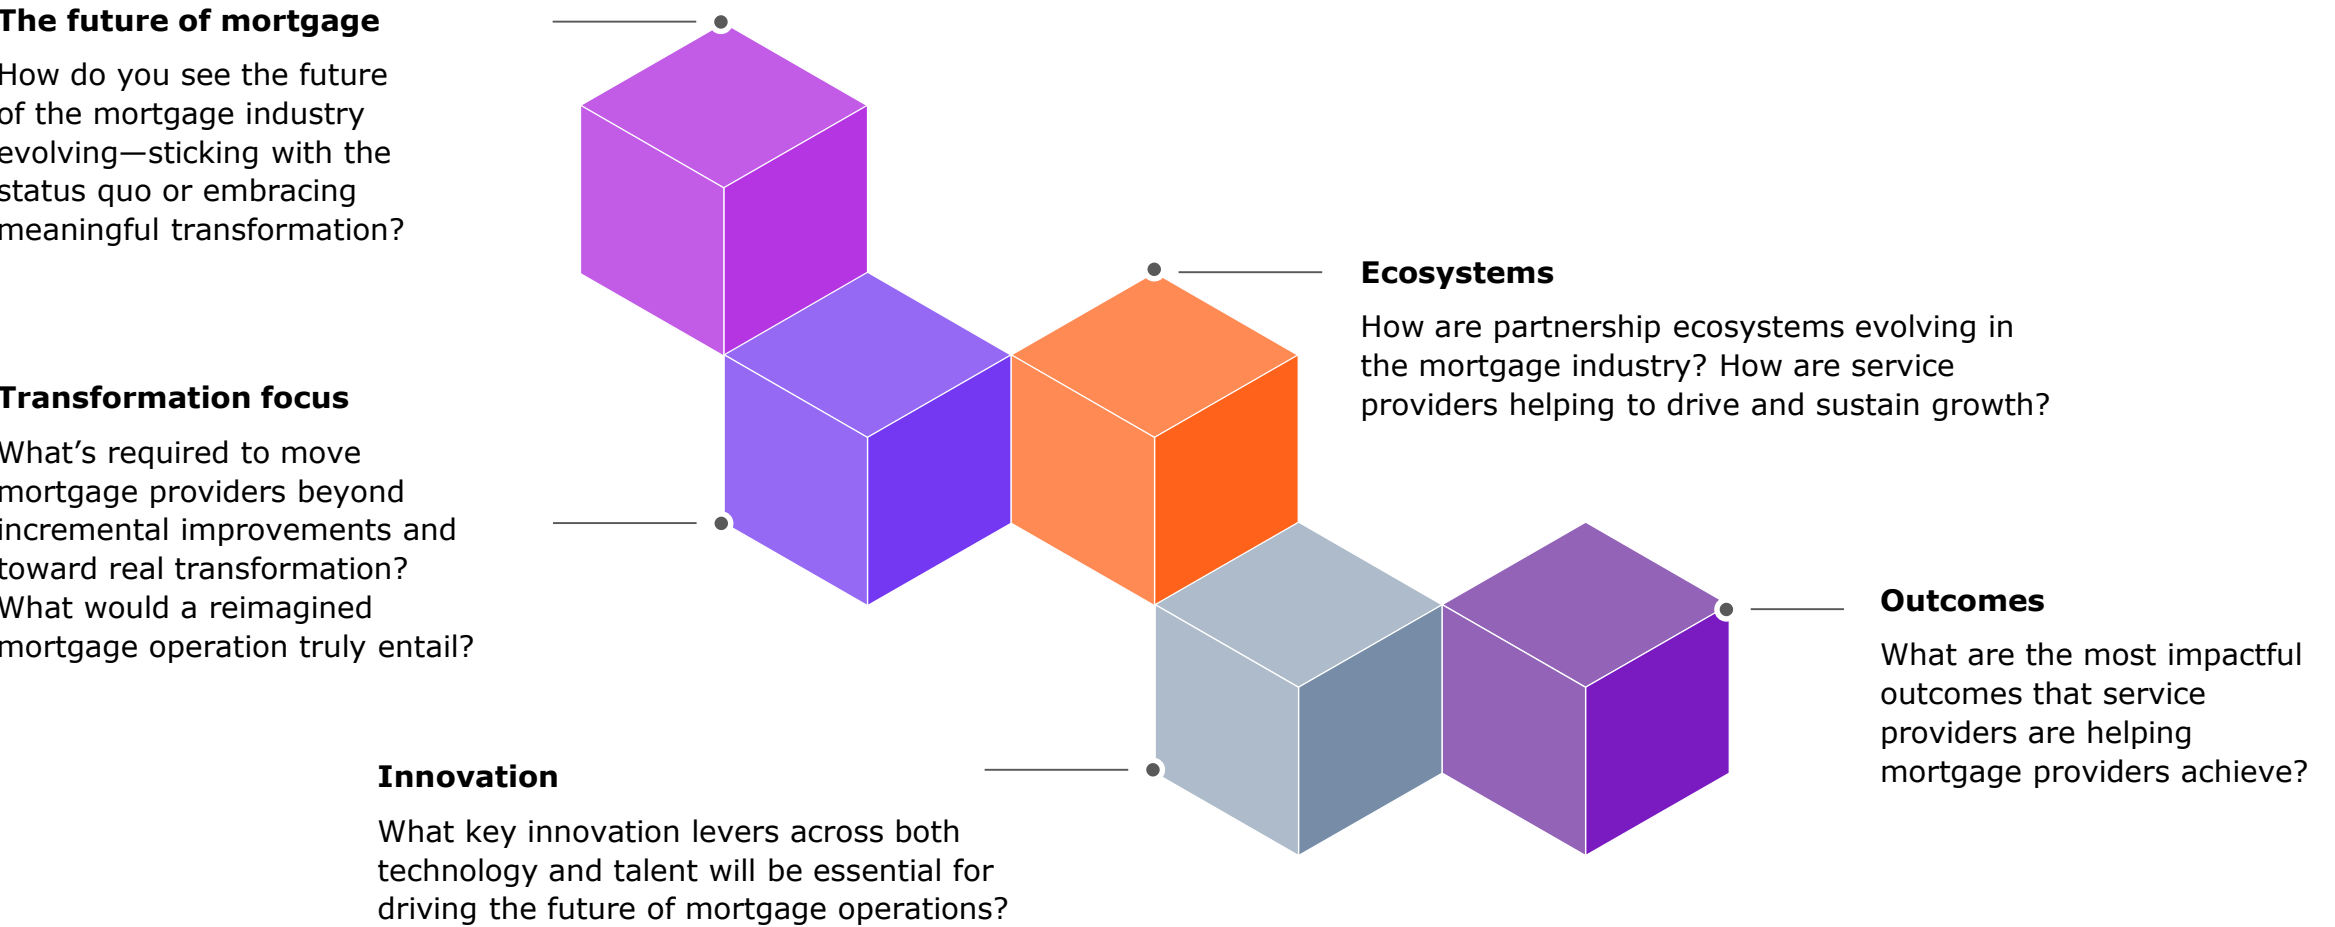 The future of mortgage
How do you see the future
of the mortgage industry
evolving—sticking with the
status quo or embracing
meaningful transformation?
Transformation focus
What’s required to move
mortgage providers beyond
incremental improvements and
toward real transformation?
What would a reimagined
mortgage operation truly entail?
Ecosystems
How are partnership ecosystems evolving in
the mortgage industry? How are service
providers helping to drive and sustain growth?
Innovation
What key innovation levers across both
technology and talent will be essential for
driving the future of mortgage operations?
Outcomes
What are the most impactful
outcomes that service
providers are helping
mortgage providers achieve?